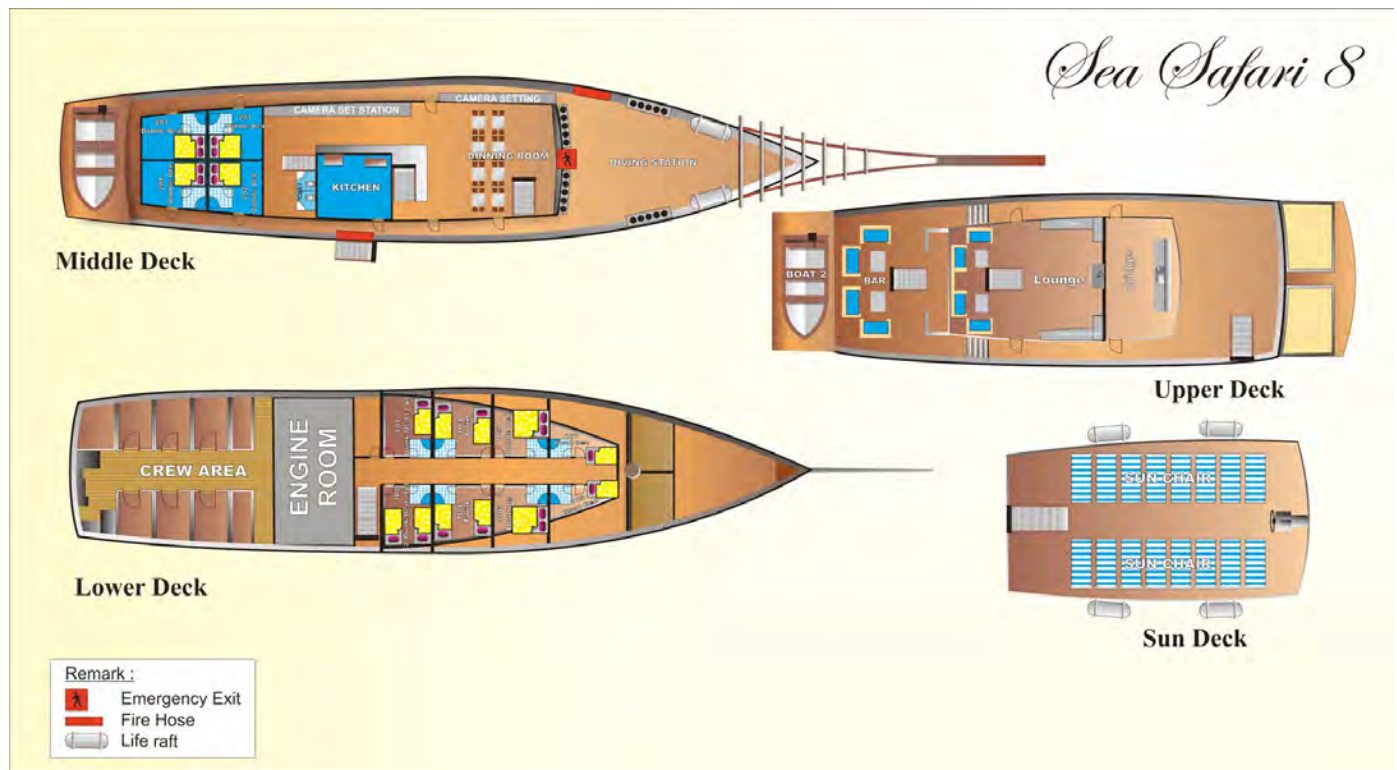 Sea Safari 8
CAMERA SET STATION
CAMERA SETTING
DINNING ROOM
DIVING STATION
KITCHEN
Middle Deck
BOAT 2
BAR
Lounge
Upper Deck
CREW AREA
ENGINE
ROOM
Lower Deck
SUN CHAIR
SUN CHAIR
Sun Deck
Remark :
Emergency Exit
Fire Hose
Life raft